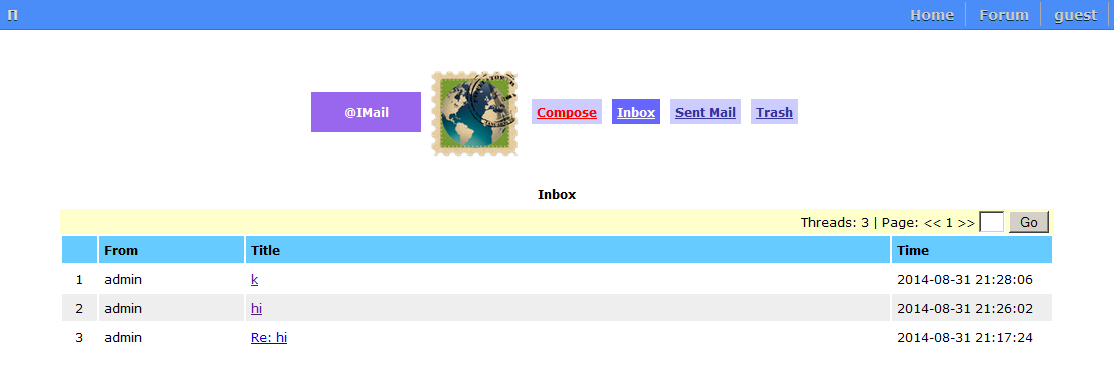 П Home Forum guest
@IMail Compose Inbox Sent Mail Trash
Inbox
Threads: 3 | Page: << 1 >> Go
From Title Time
1 admin k 2014-08-31 21:28:06
2 admin hi 2014-08-31 21:26:02
3 admin Re: hi 2014-08-31 21:17:24